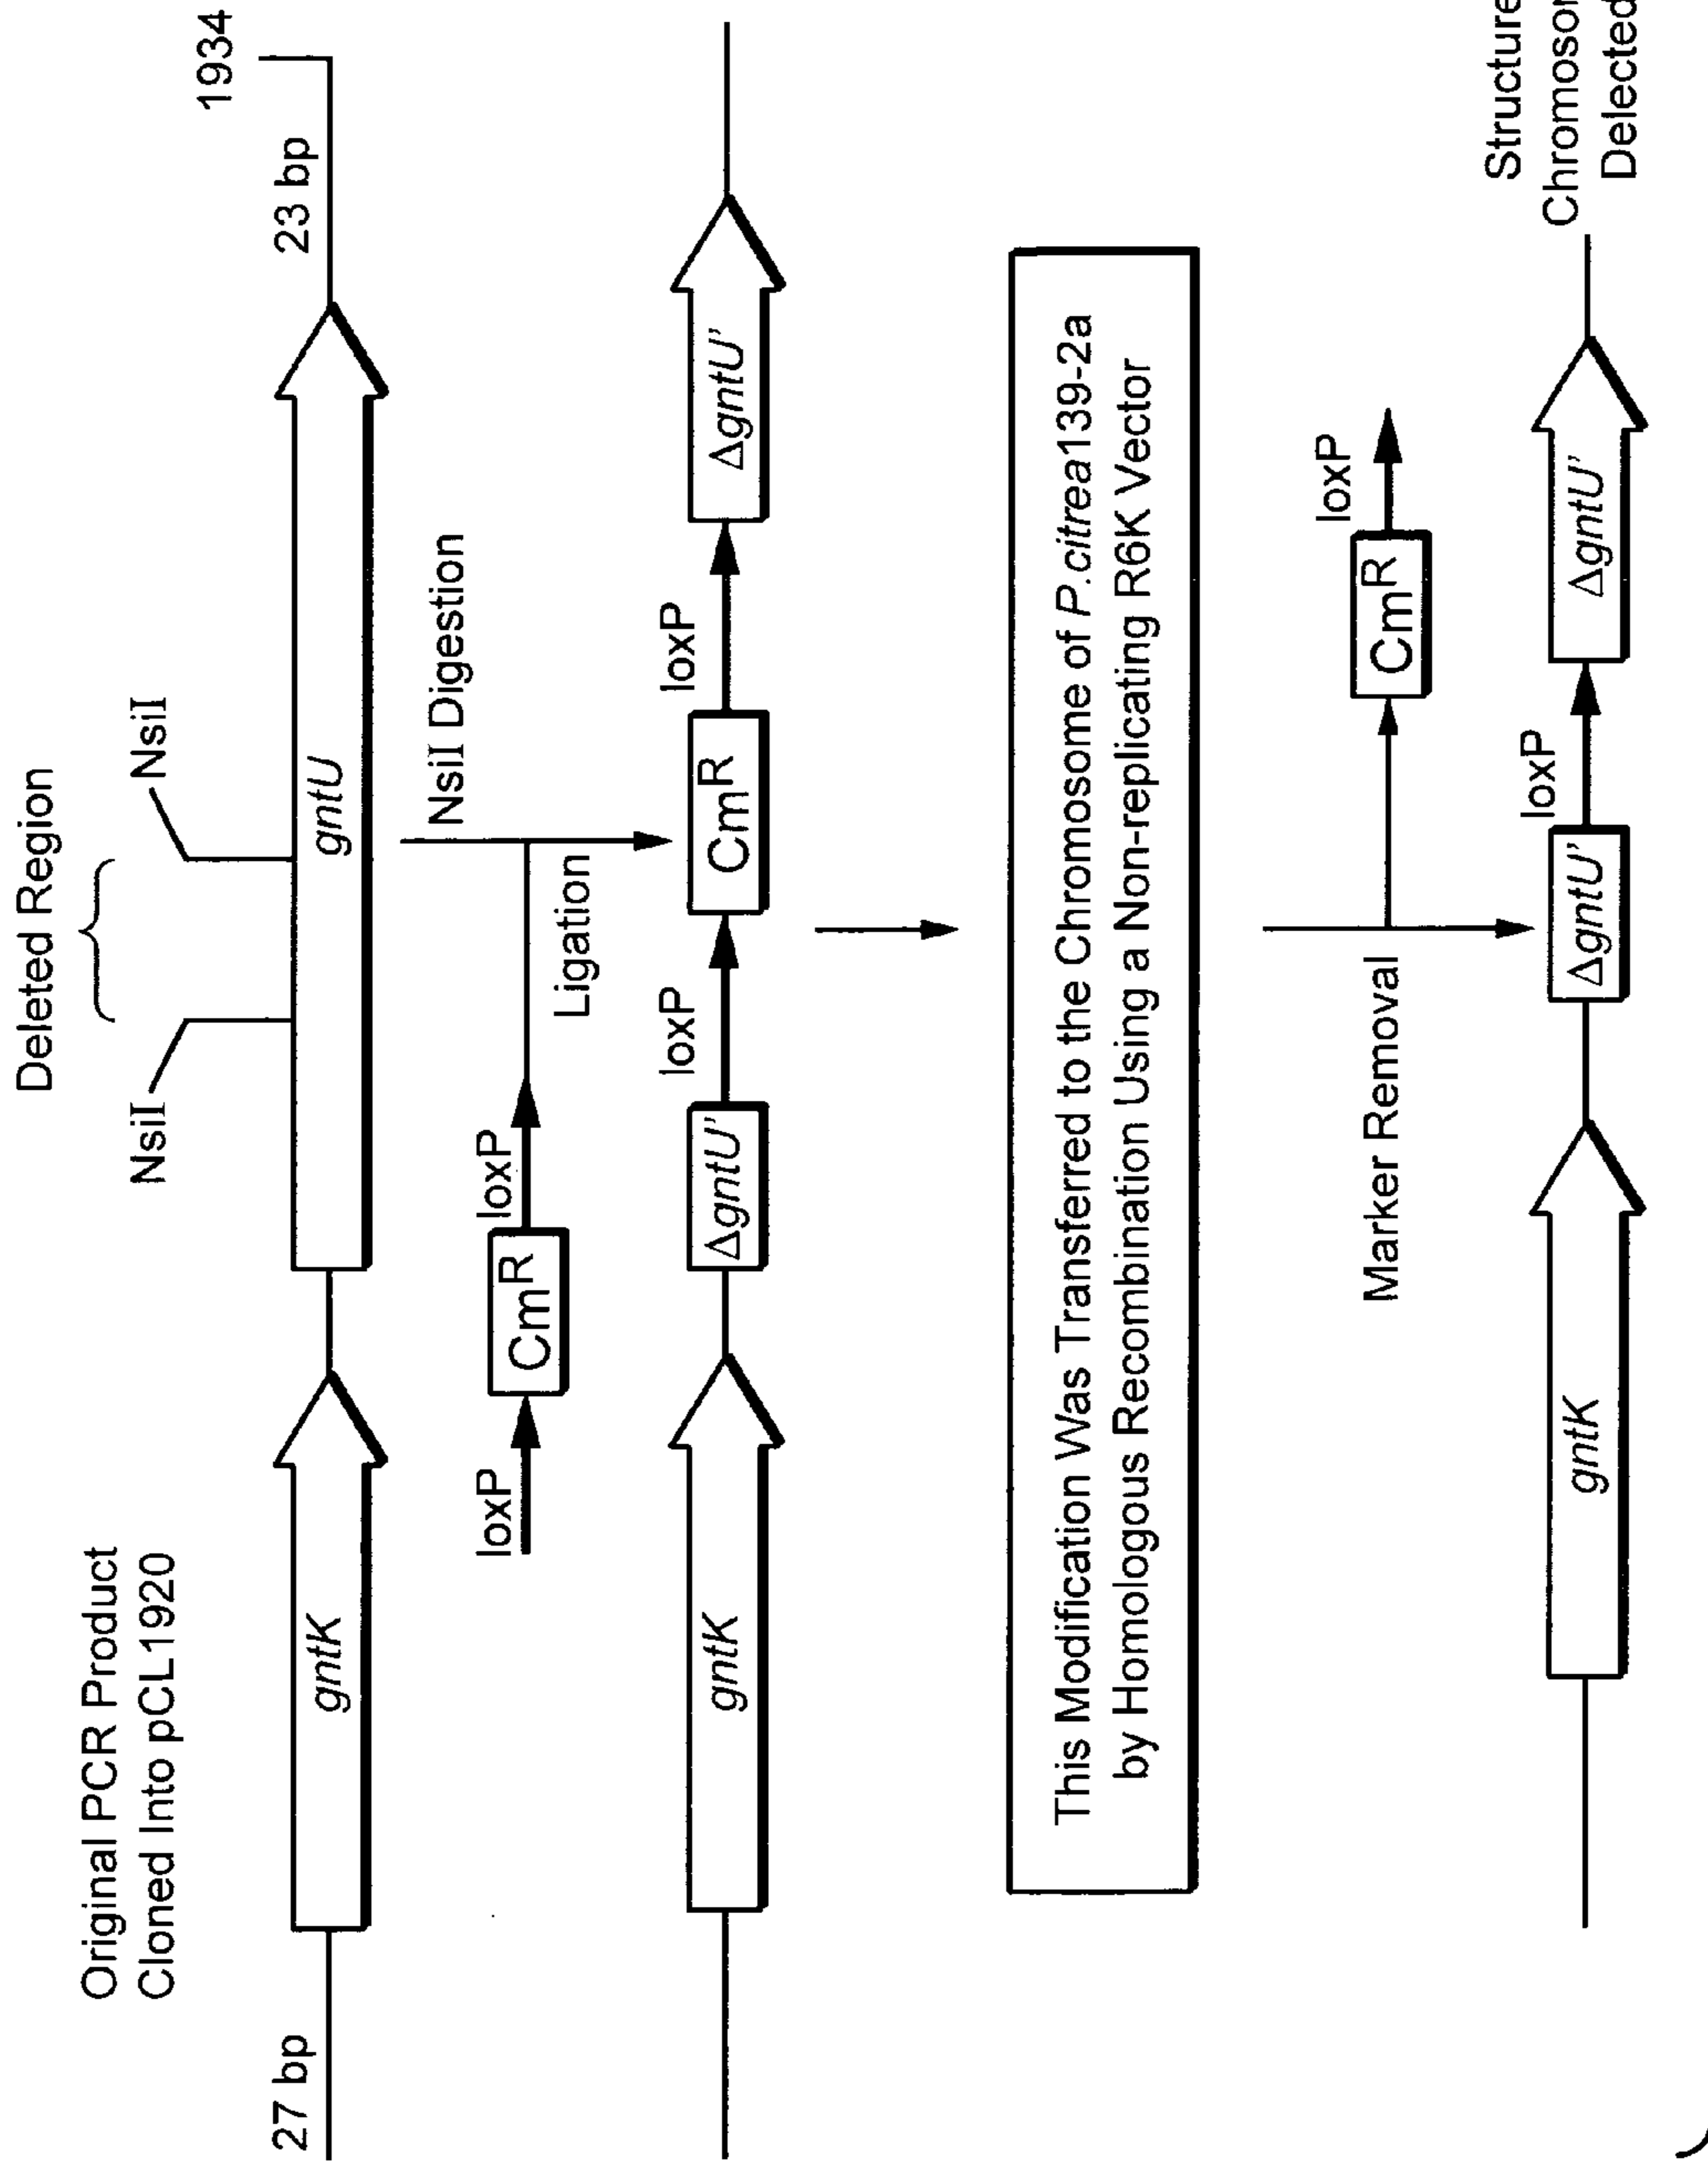 Deleted Region
NsiI
NsiI
Original PCR Product
Cloned Into pCL1920
1934
27 bp
23 bp
gntK
gntU
NsiI Digestion
loxP
loxP
CmR
Ligation
loxP
loxP
gntK
ΔgntU'
CmR
ΔgntU'
This Modification Was Transferred to the Chromosome of P.citrea139-2a
by Homologous Recombination Using a Non-replicating R6K Vector
loxP
Marker Removal
CmR
Structure
loxP
gntK
ΔgntU'
ΔgntU'
Delected